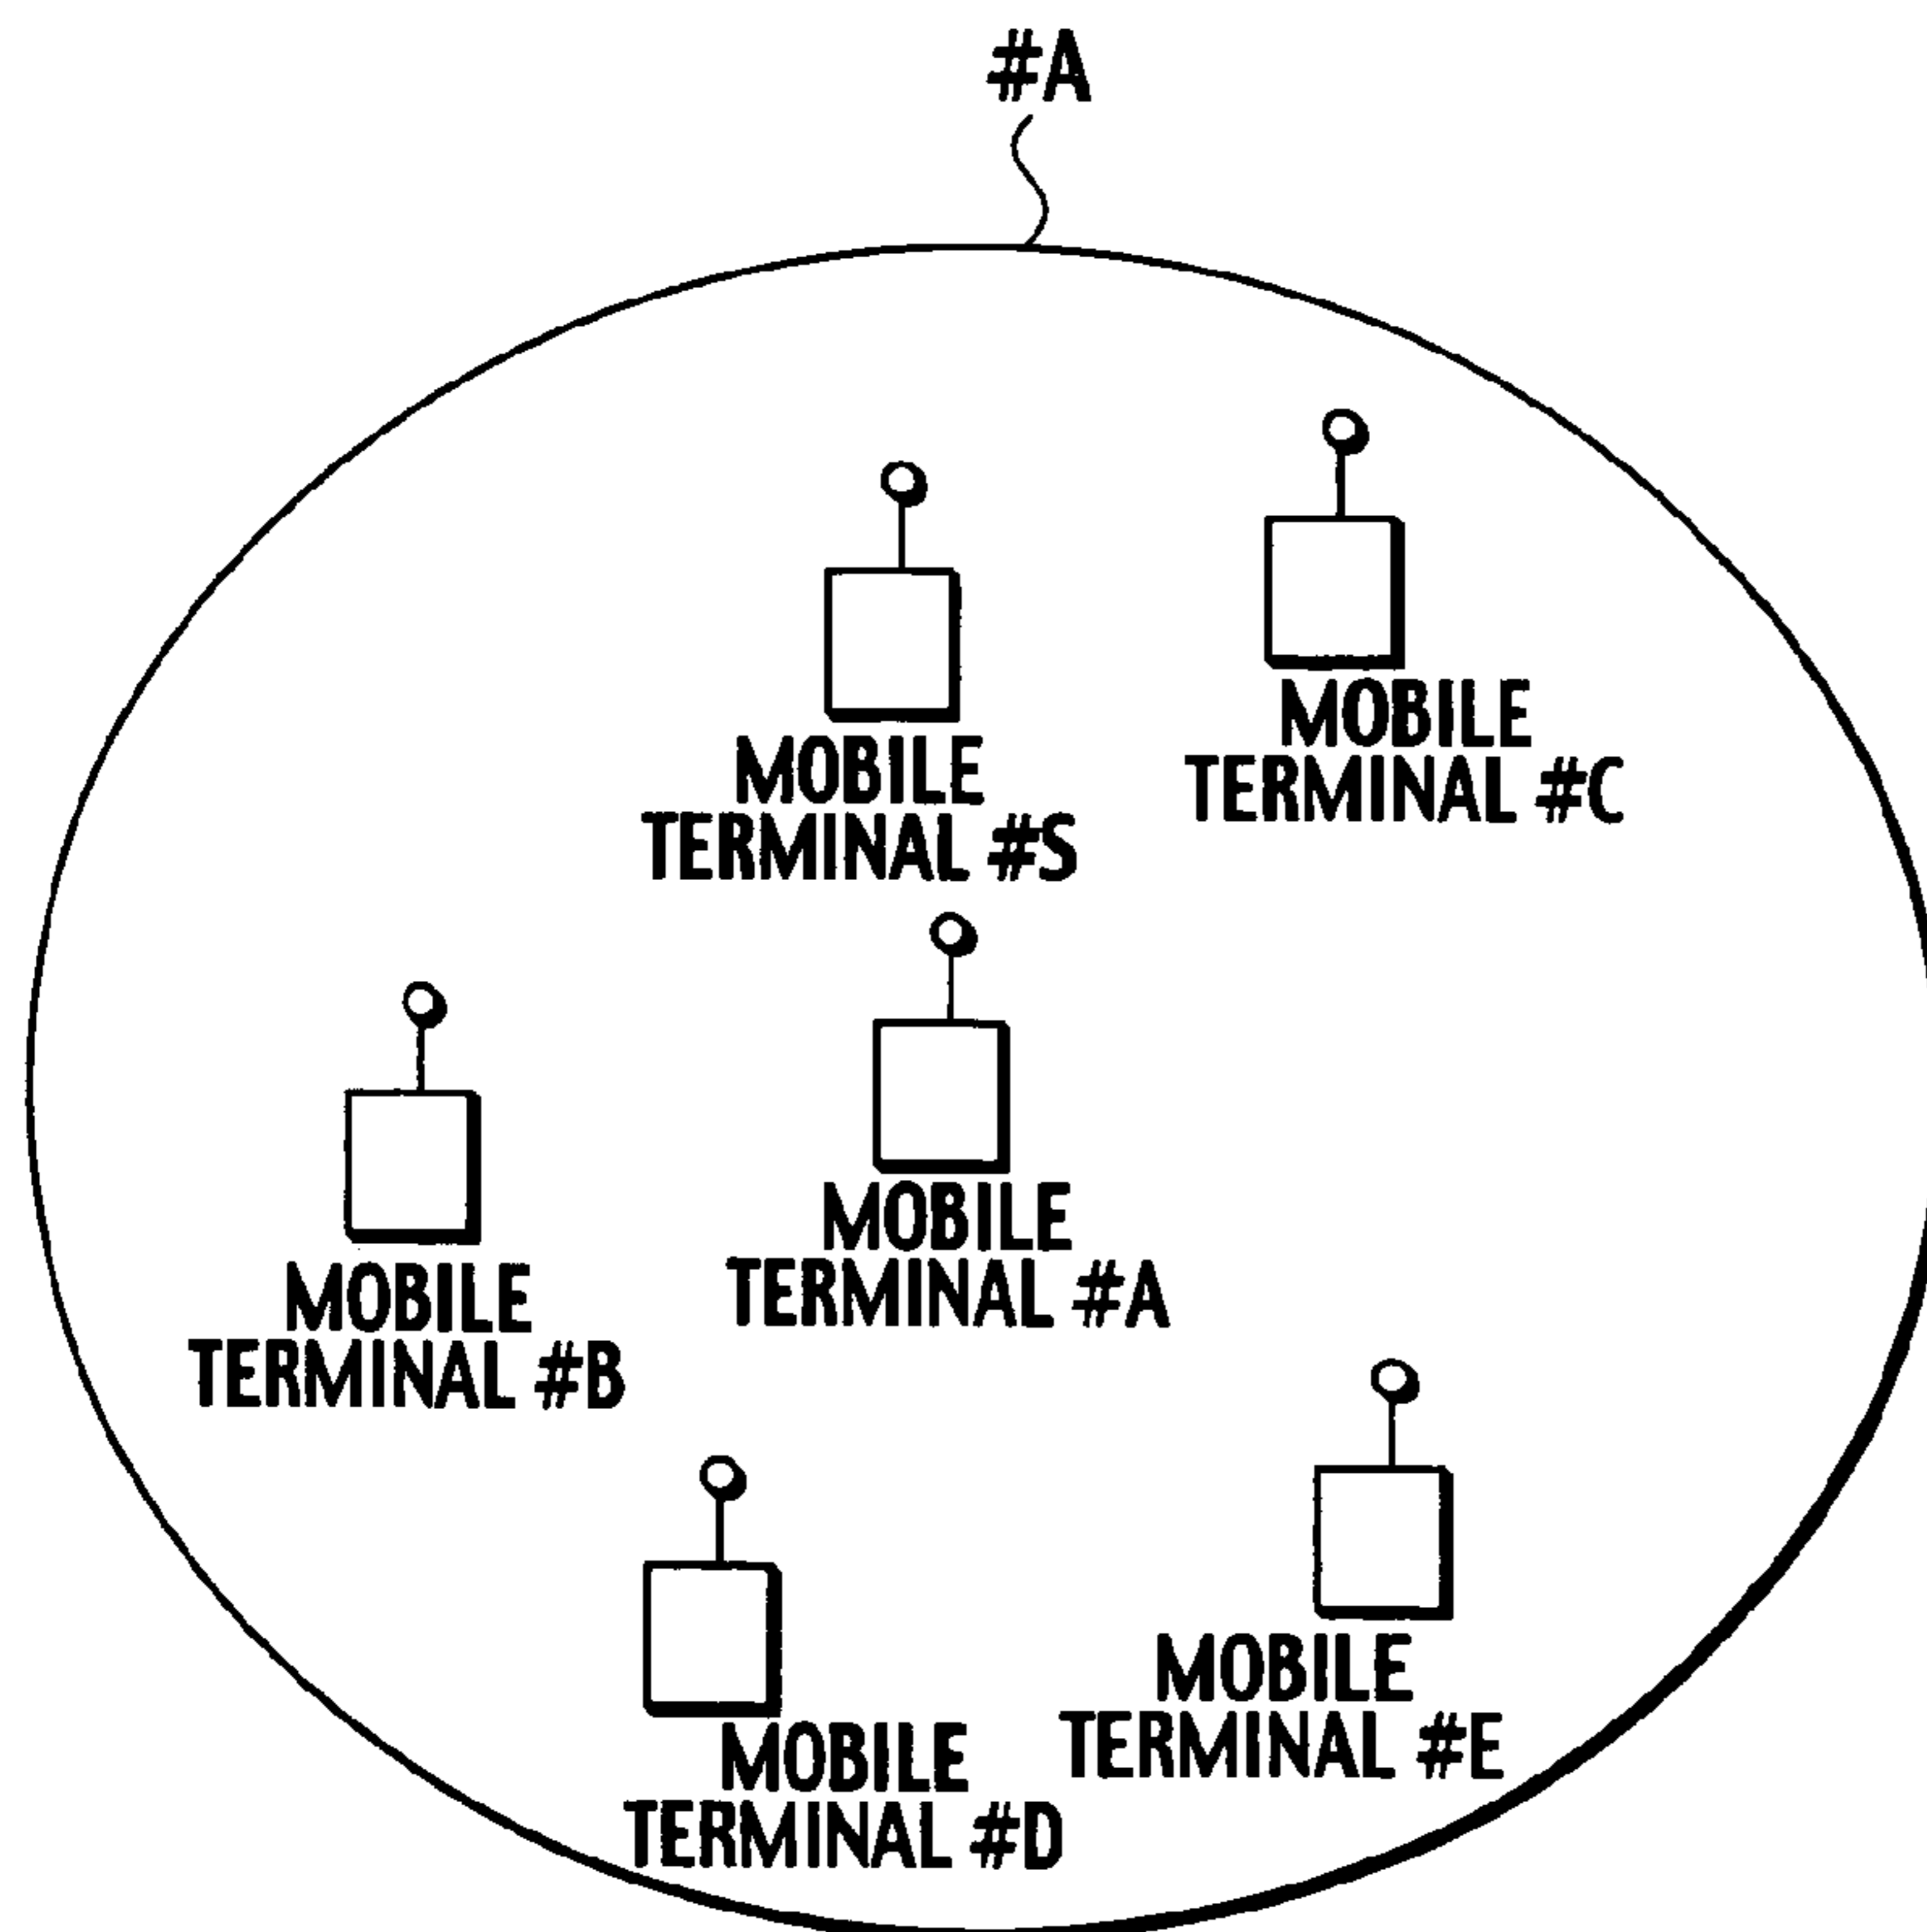 #A
MOBILE
TERMINAL #C
MOBILE
TERMINAL #S
MOBILE
TERMINAL #A
MOBILE
TERMINAL #B
MOBILE
TERMINAL #E
MOBILE
TERMINAL #D